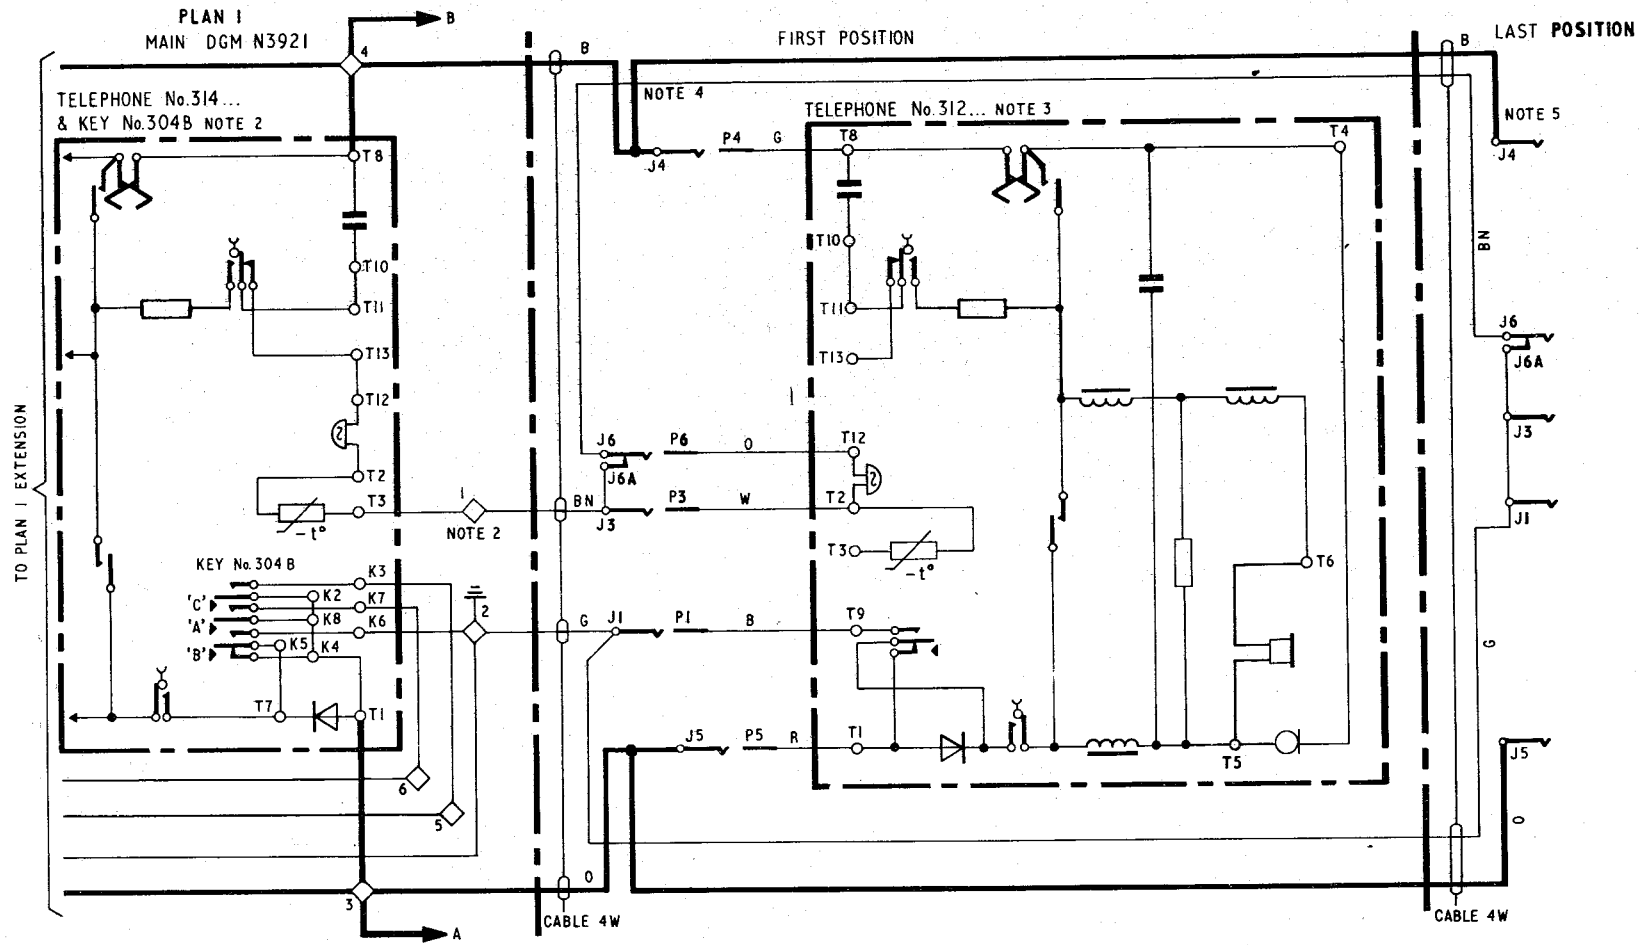 PLAN 1
MAIN DGM N3921
B
4
B
FIRST POSITION
B
LAST POSITION
TELEPHONE No.314...
& KEY No.304B NOTE 2
NOTE 4
TELEPHONE No.312... NOTE 3
NOTE 5
T8
J4
P4
G
T8
T4
J4
BN
T10
T10
T11
T11
T13
T13
J6
J6A
T12
J6
P6
O
T12
J3
J6A
T2
T3
-t°
1
NOTE 2
BN
J3
P3
W
T2
T3
-t°
J1
T6
TO PLAN 1 EXTENSION
KEY No.304B
K3
'C'
K2
K7
'A'
K8
K6
'B'
K5
K4
2
G
J1
P1
B
T9
G
T7
T1
J5
P5
R
T1
T5
J5
6
5
O
3
O
CABLE 4W
CABLE 4W
A